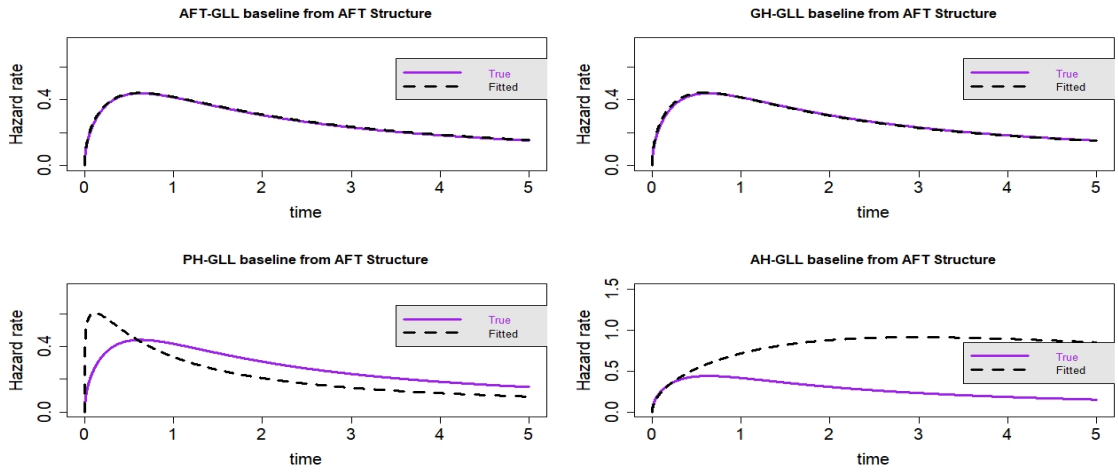 AFT-GLL baseline from AFT Structure
Hazard rate
0.4
0.0
True
Fitted
0 1 2 3 4 5
time
GH-GLL baseline from AFT Structure
Hazard rate
0.4
0.0
True
Fitted
0 1 2 3 4 5
time
PH-GLL baseline from AFT Structure
Hazard rate
0.4
0.0
True
Fitted
0 1 2 3 4 5
time
AH-GLL baseline from AFT Structure
Hazard rate
1.5
1.0
0.5
0.0
True
Fitted
0 1 2 3 4 5
time